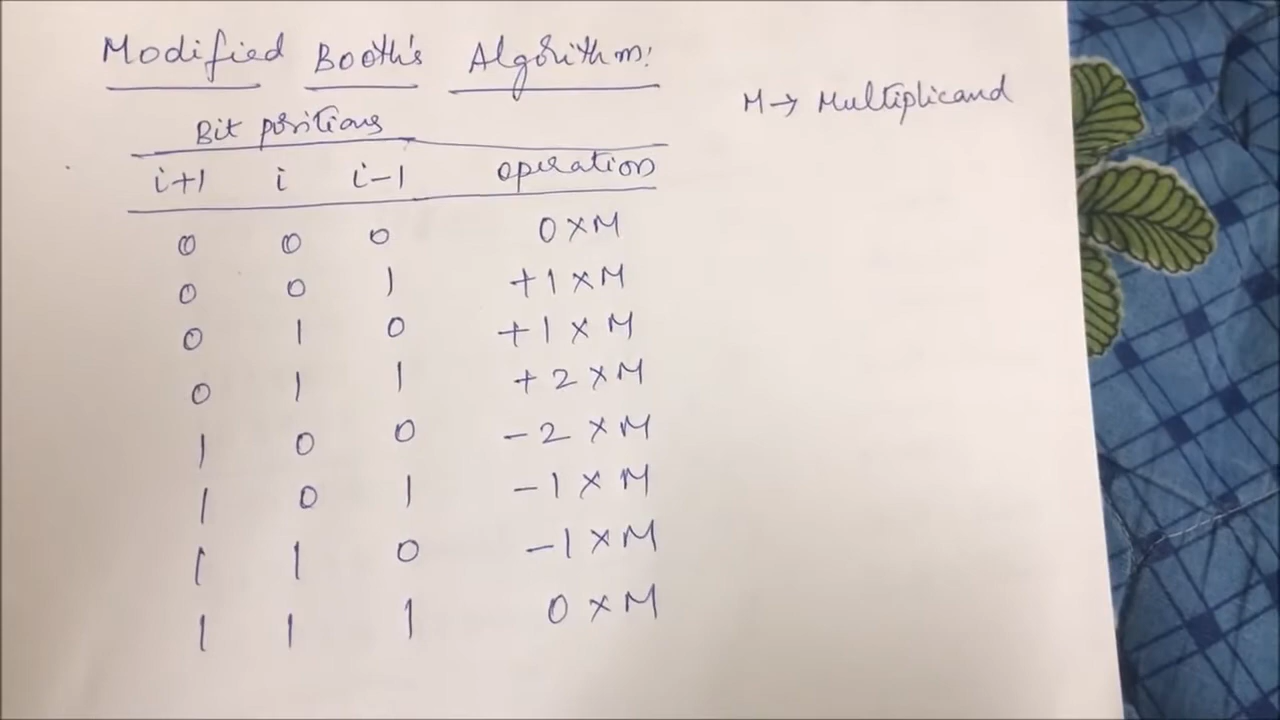 Modified Booth's Algorithm:
M → Multiplicand
Bit positions
i+1 i i-1 operation
0 0 0 0 × M
0 0 1 +1 × M
0 1 0 +1 × M
0 1 1 +2 × M
1 0 0 -2 × M
1 0 1 -1 × M
1 1 0 -1 × M
1 1 1 0 × M